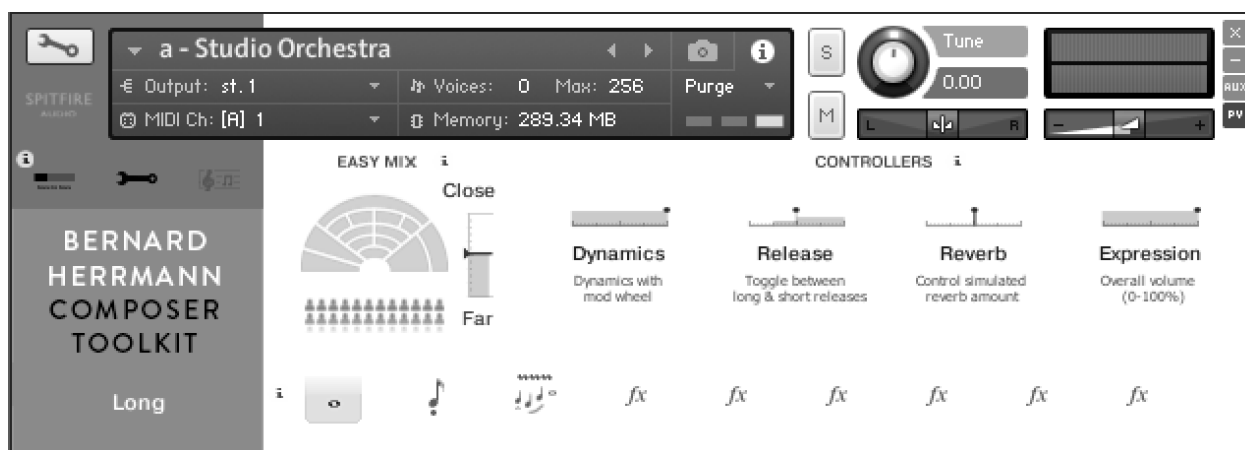 a - Studio Orchestra
S
Tune
0.00
SPITFIRE
AUDIO
Output: st. 1
Voices: 0 Max: 256
Purge
MIDI Ch: [A] 1
Memory: 289.34 MB
M
L
R
- +
×
-
AUX
PV
EASY MIX i
CONTROLLERS i
Close
Far
Dynamics
Dynamics with
mod wheel
Release
Toggle between
long & short releases
Reverb
Control simulated
reverb amount
Expression
Overall volume
(0-100%)
BERNARD
HERRMANN
COMPOSER
TOOLKIT
Long
i
fx fx fx fx fx fx